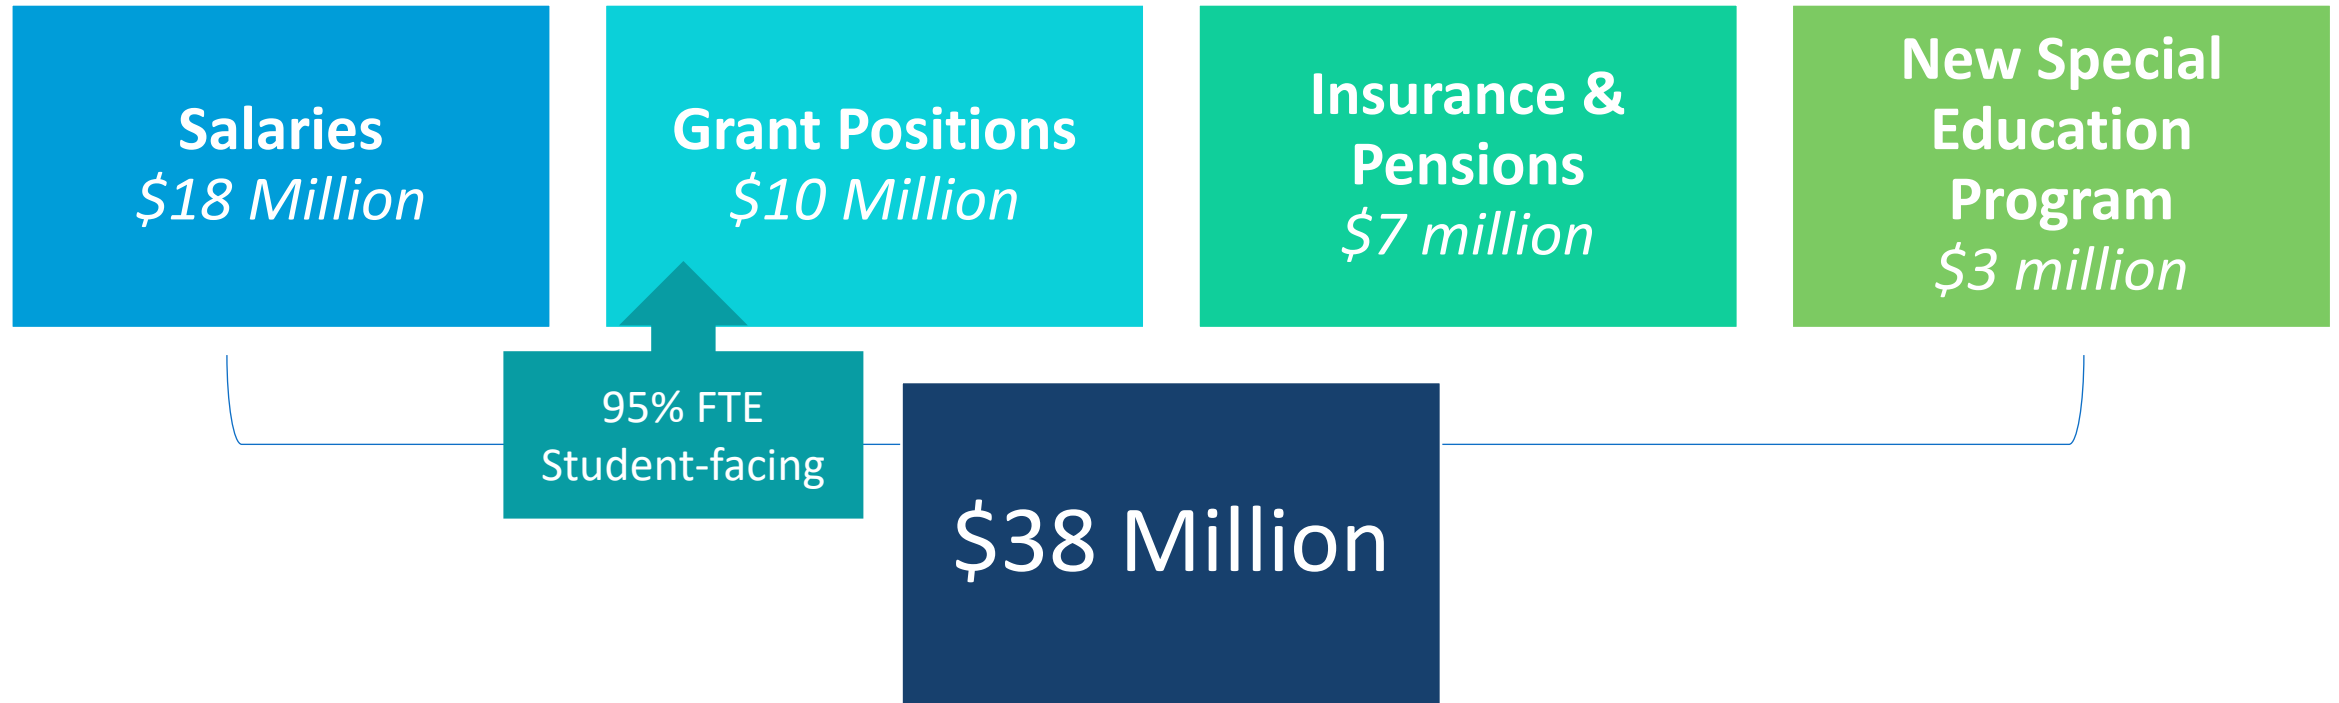 Salaries
$18 Million
Grant Positions
$10 Million
Insurance &
Pensions
$7 million
New Special
Education
Program
$3 million
95% FTE
Student-facing
$38 Million